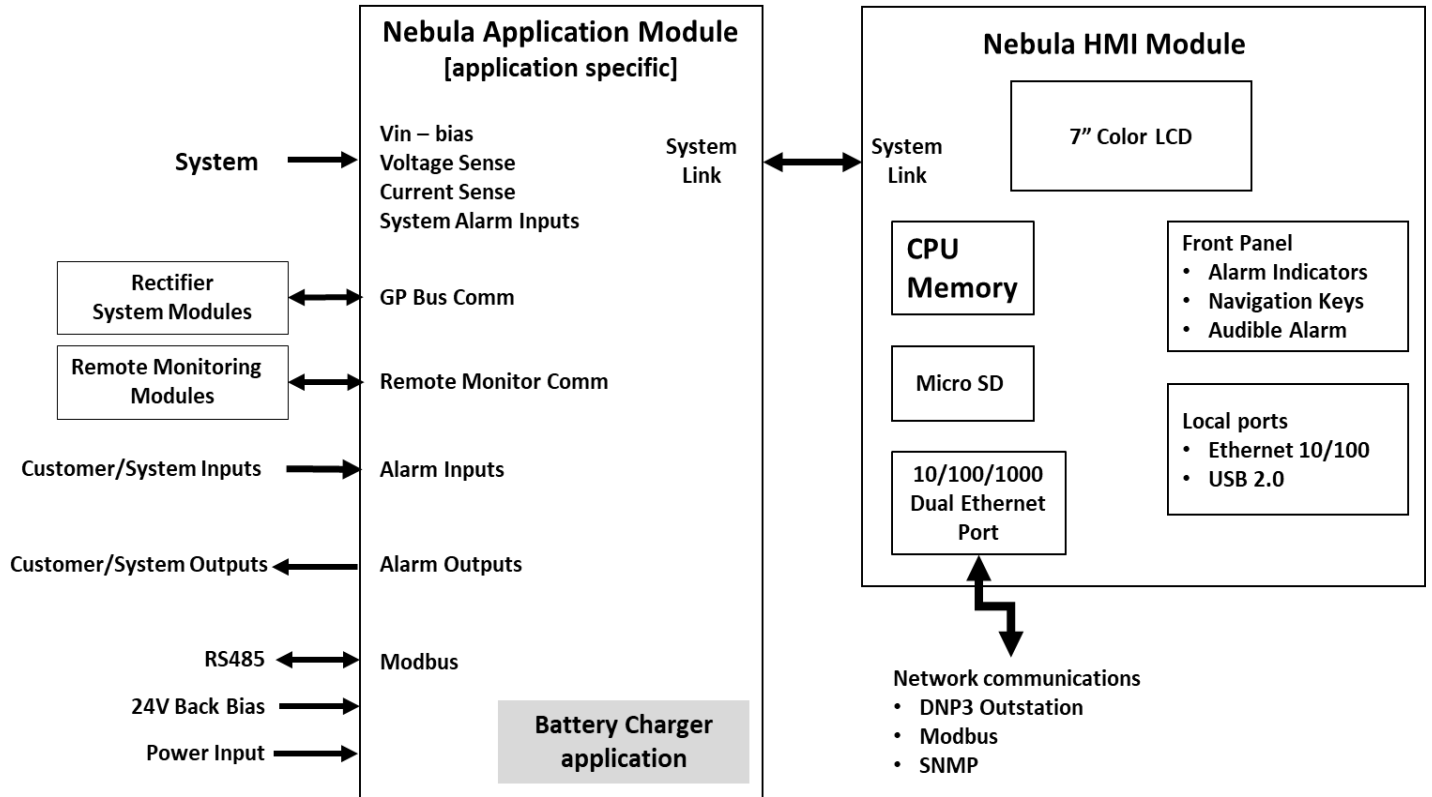 Nebula Application Module
[application specific]
System
Vin – bias
Voltage Sense
Current Sense
System Alarm Inputs
System
Link
Rectifier
System Modules
GP Bus Comm
Remote Monitoring
Modules
Remote Monitor Comm
Customer/System Inputs
Alarm Inputs
Customer/System Outputs
Alarm Outputs
RS485
Modbus
24V Back Bias
Power Input
Battery Charger
application
Nebula HMI Module
7” Color LCD
System
Link
CPU
Memory
Front Panel
• Alarm Indicators
• Navigation Keys
• Audible Alarm
Micro SD
Local ports
• Ethernet 10/100
• USB 2.0
10/100/1000
Dual Ethernet
Port
Network communications
• DNP3 Outstation
• Modbus
• SNMP